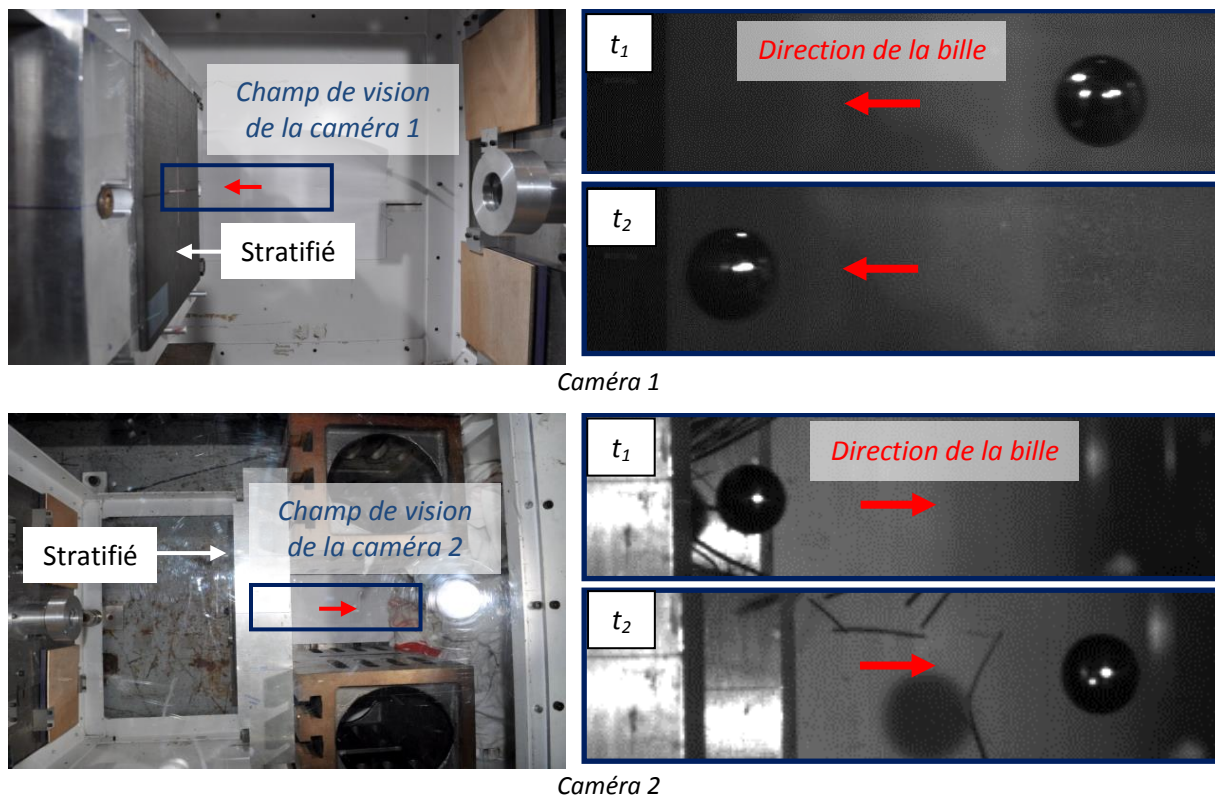 Champ de vision
de la caméra 1
Stratifié
t1
Direction de la bille
t2
Caméra 1
Champ de vision
de la caméra 2
Stratifié
t1
Direction de la bille
t2
Caméra 2